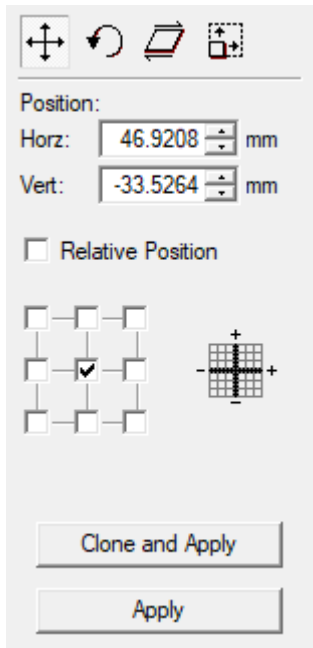 Position:
Horz: 46.9208 mm
Vert: -33.5264 mm
Relative Position
+
- +
-
Clone and Apply
Apply